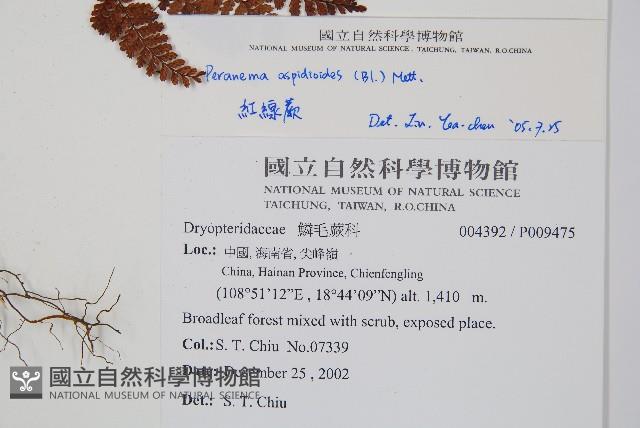 國立自然科學博物館
NATIONAL MUSEUM OF NATURAL SCIENCE. TAICHUNG, TAIWAN, R.O.CHINA
Peranema aspidioides (Bl.) Mett.
紅線蕨
Det. Liu, Yea-chen '05.7.15
國立自然科學博物館
NATIONAL MUSEUM OF NATURAL SCIENCE
TAICHUNG, TAIWAN, R.O.CHINA
Dryopteridaceae 鱗毛蕨科 004392 / P009475
Loc.: 中國, 海南省, 尖峰嶺
China, Hainan Province, Chienfengling
(108°51'12"E , 18°44'09"N) alt. 1,410 m.
Broadleaf forest mixed with scrub, exposed place.
Col.: S. T. Chiu No.07339
Date: December 25 , 2002
Det.: S. T. Chiu
國立自然科學博物館
NATIONAL MUSEUM OF NATURAL SCIENCE